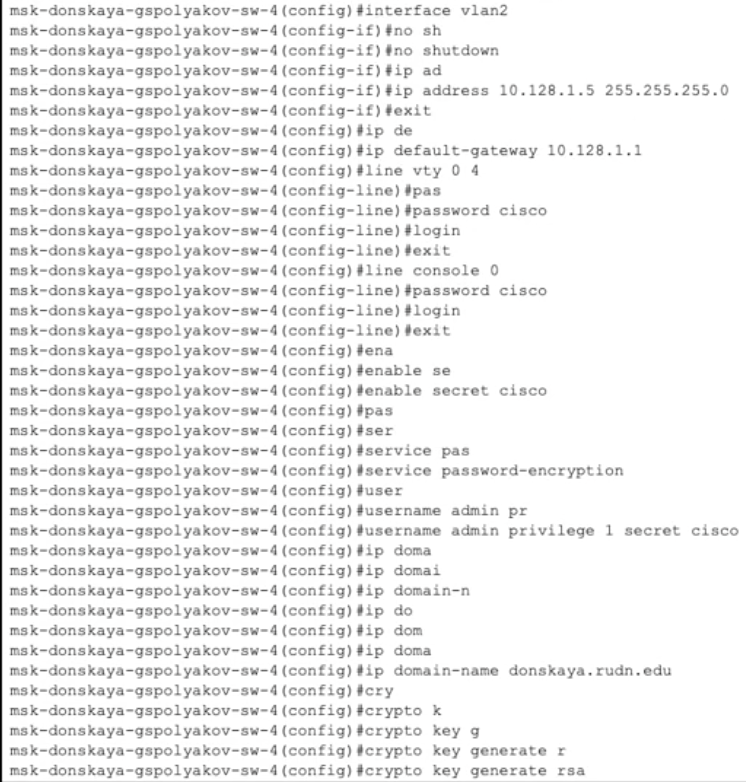 msk-donskaya-gspolyakov-sw-4(config)#interface vlan2
msk-donskaya-gspolyakov-sw-4(config-if)#no sh
msk-donskaya-gspolyakov-sw-4(config-if)#no shutdown
msk-donskaya-gspolyakov-sw-4(config-if)#ip ad
msk-donskaya-gspolyakov-sw-4(config-if)#ip address 10.128.1.5 255.255.255.0
msk-donskaya-gspolyakov-sw-4(config-if)#exit
msk-donskaya-gspolyakov-sw-4(config)#ip de
msk-donskaya-gspolyakov-sw-4(config)#ip default-gateway 10.128.1.1
msk-donskaya-gspolyakov-sw-4(config)#line vty 0 4
msk-donskaya-gspolyakov-sw-4(config-line)#pas
msk-donskaya-gspolyakov-sw-4(config-line)#password cisco
msk-donskaya-gspolyakov-sw-4(config-line)#login
msk-donskaya-gspolyakov-sw-4(config-line)#exit
msk-donskaya-gspolyakov-sw-4(config)#line console 0
msk-donskaya-gspolyakov-sw-4(config-line)#password cisco
msk-donskaya-gspolyakov-sw-4(config-line)#login
msk-donskaya-gspolyakov-sw-4(config-line)#exit
msk-donskaya-gspolyakov-sw-4(config)#ena
msk-donskaya-gspolyakov-sw-4(config)#enable se
msk-donskaya-gspolyakov-sw-4(config)#enable secret cisco
msk-donskaya-gspolyakov-sw-4(config)#pas
msk-donskaya-gspolyakov-sw-4(config)#ser
msk-donskaya-gspolyakov-sw-4(config)#service pas
msk-donskaya-gspolyakov-sw-4(config)#service password-encryption
msk-donskaya-gspolyakov-sw-4(config)#user
msk-donskaya-gspolyakov-sw-4(config)#username admin pr
msk-donskaya-gspolyakov-sw-4(config)#username admin privilege 1 secret cisco
msk-donskaya-gspolyakov-sw-4(config)#ip doma
msk-donskaya-gspolyakov-sw-4(config)#ip domai
msk-donskaya-gspolyakov-sw-4(config)#ip domain-n
msk-donskaya-gspolyakov-sw-4(config)#ip do
msk-donskaya-gspolyakov-sw-4(config)#ip dom
msk-donskaya-gspolyakov-sw-4(config)#ip doma
msk-donskaya-gspolyakov-sw-4(config)#ip domain-name donskaya.rudn.edu
msk-donskaya-gspolyakov-sw-4(config)#cry
msk-donskaya-gspolyakov-sw-4(config)#crypto k
msk-donskaya-gspolyakov-sw-4(config)#crypto key g
msk-donskaya-gspolyakov-sw-4(config)#crypto key generate r
msk-donskaya-gspolyakov-sw-4(config)#crypto key generate rsa